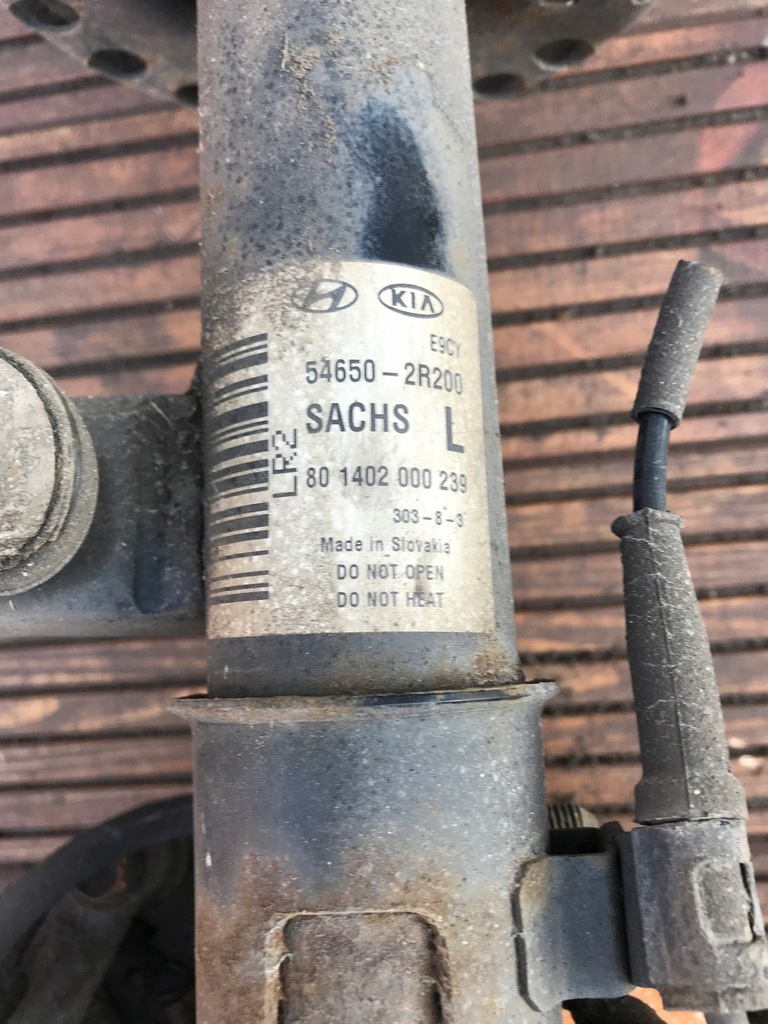 KIA
E9CY
54650-2R200
SACHS L
LR2
80 1402 000 239
303-8-3
Made in Slovakia
DO NOT OPEN
DO NOT HEAT